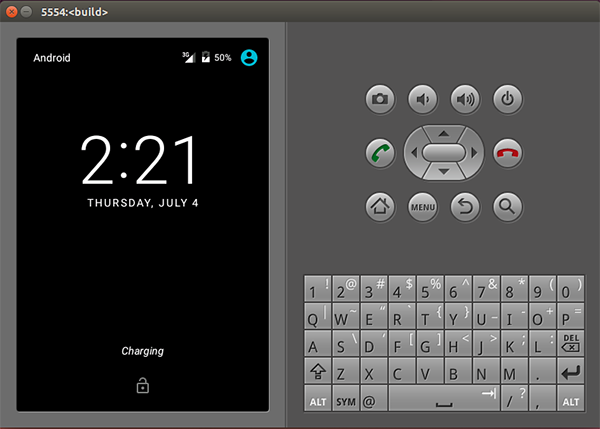 5554:<build>
Android 3G 50%
2:21
THURSDAY, JULY 4
Charging
MENU
1 ! 2 @ 3 # 4 $ 5 % 6 ^ 7 & 8 * 9 ( 0 )
Q | W ~ E “ R ` T { Y } U _ I - O + P =
A S \ D ‘ F [ G ] H < J > K ; L : DEL
Z X C V B N M .
ALT SYM @ / ? , ALT